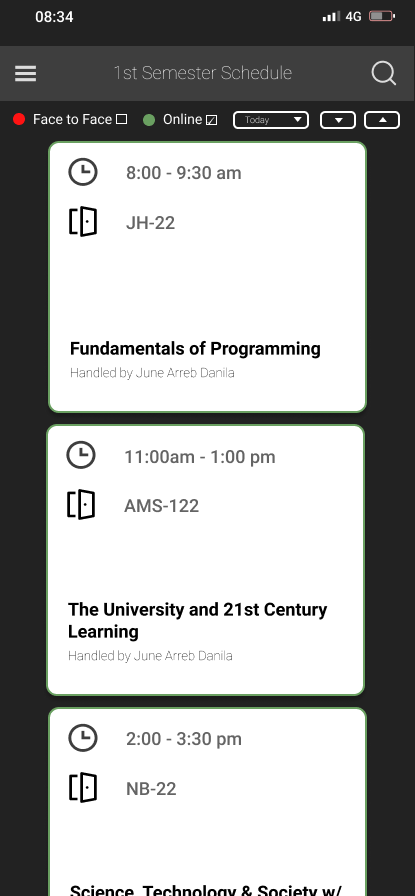 08:34
4G
1st Semester Schedule
Face to Face
Online
Today
8:00 - 9:30 am
JH-22
Fundamentals of Programming
Handled by June Arreb Danila
11:00am - 1:00 pm
AMS-122
The University and 21st Century
Learning
Handled by June Arreb Danila
2:00 - 3:30 pm
NB-22
Science, Technology & Society w/